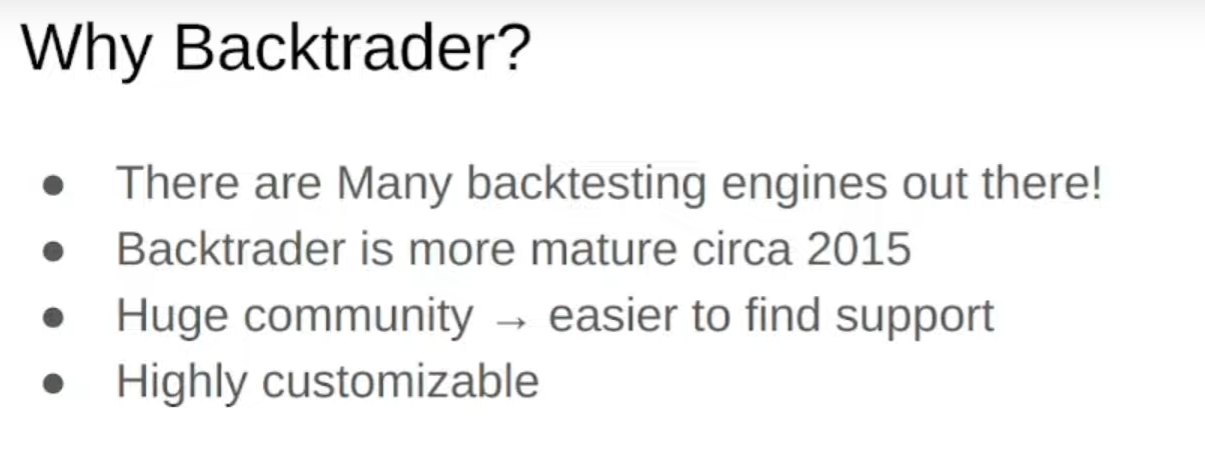 Why Backtrader?
● There are Many backtesting engines out there!
● Backtrader is more mature circa 2015
● Huge community → easier to find support
● Highly customizable